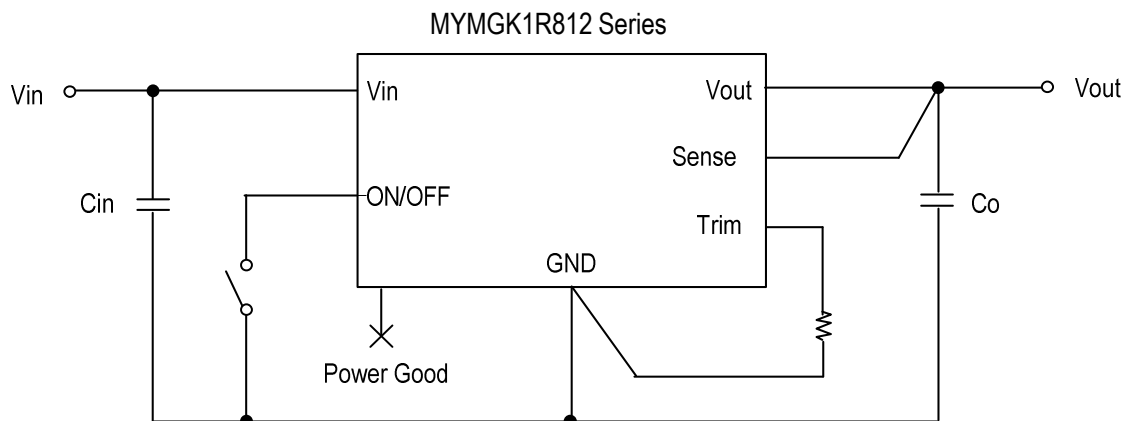 MYMGK1R812 Series
Vin
Vin
Vout
Vout
Sense
Cin
ON/OFF
Co
Trim
GND
Power Good